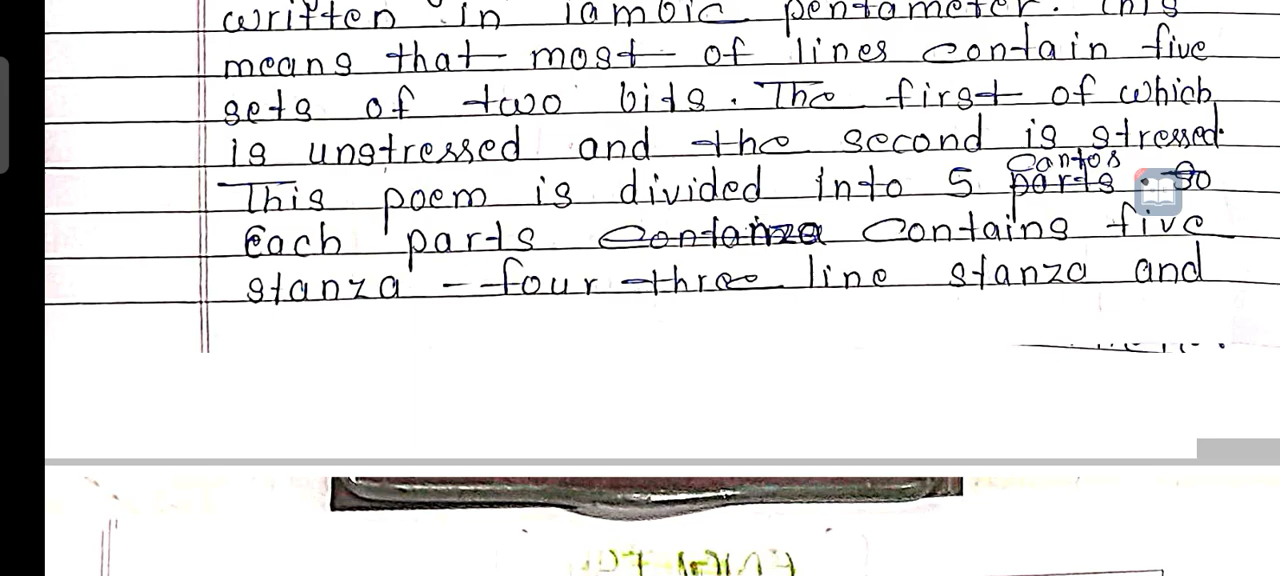 written in iambic pentameter. This
means that most of lines contain five
sets of two bits. The first of which
is unstressed and the second is stressed.
This poem is divided into 5 parts cantos. So
Each parts contains five
stanza - four three line stanza and